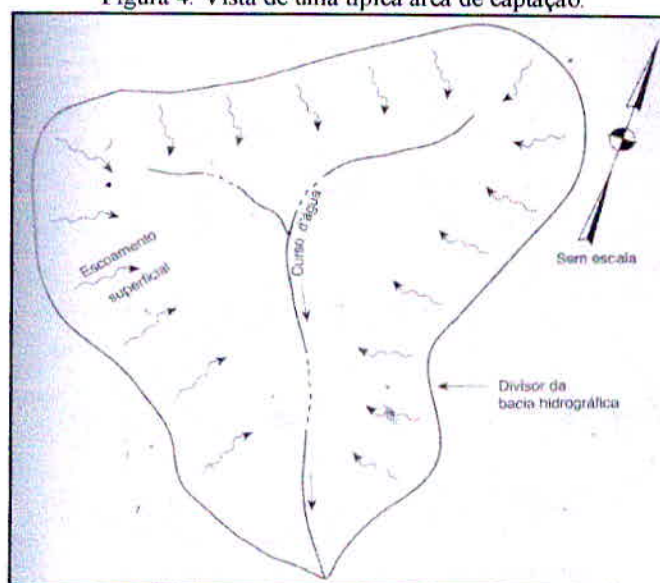 Figura 4. Vista de uma típica área de captação.
Escoamento
superficial
Curso d'água
Sem escala
Divisor da
bacia hidrográfica